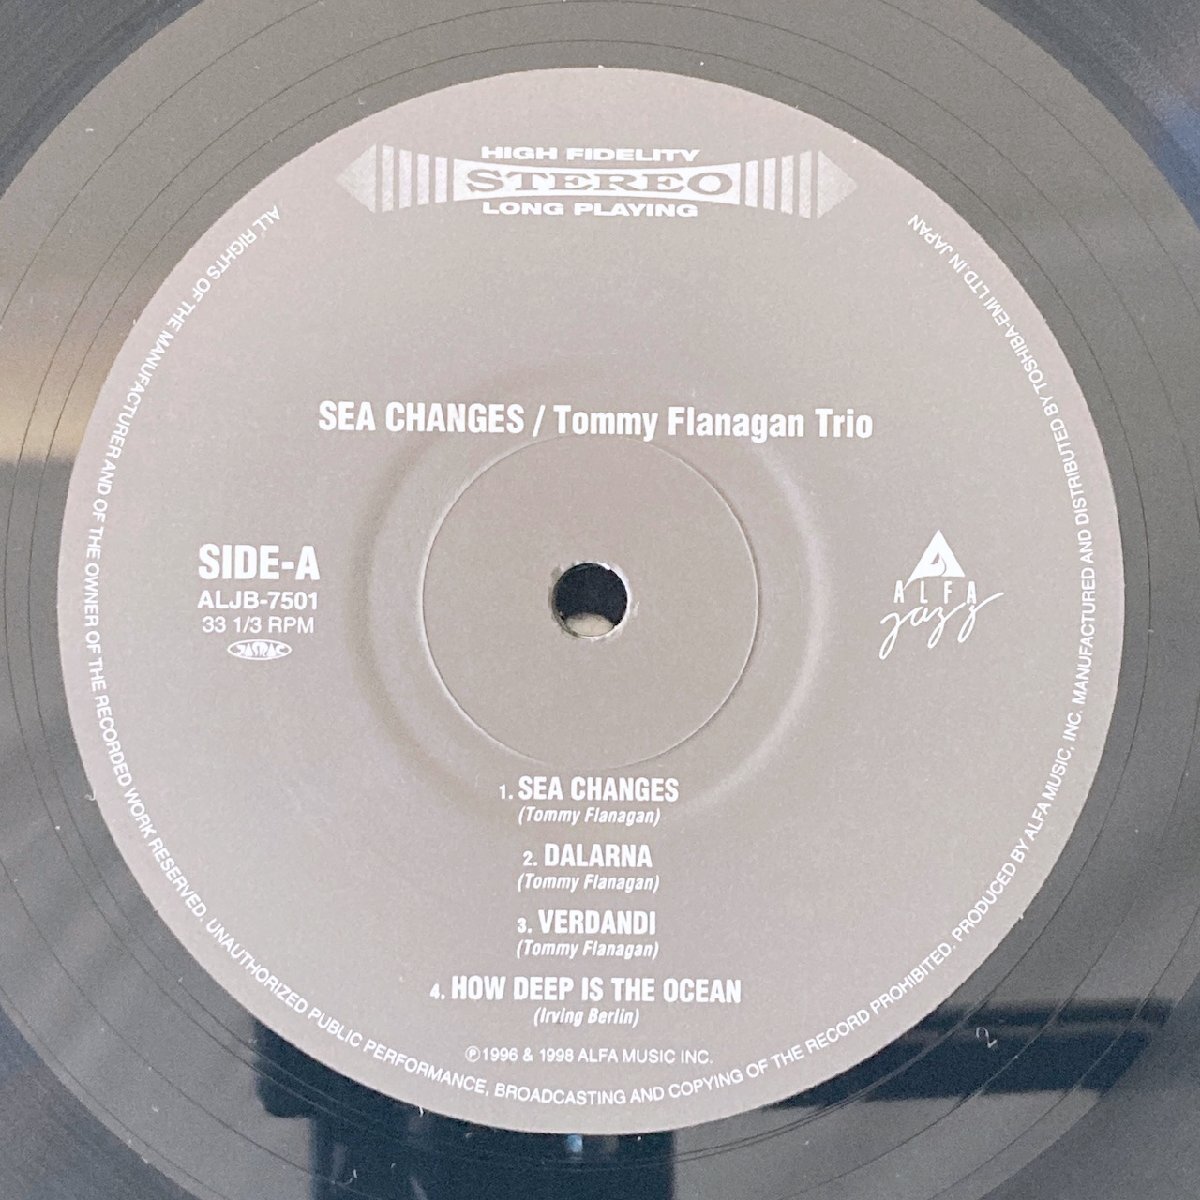 HIGH FIDELITY
STEREO
LONG PLAYING
SEA CHANGES / Tommy Flanagan Trio
SIDE-A
ALJB-7501
33 1/3 RPM
JASRAC
ALFA
jazz
1. SEA CHANGES
(Tommy Flanagan)
2. DALARNA
(Tommy Flanagan)
3. VERDANDI
(Tommy Flanagan)
4. HOW DEEP IS THE OCEAN
(Irving Berlin)
℗1996 & 1998 ALFA MUSIC INC.
ALL RIGHTS OF THE MANUFACTURER AND OF THE OWNER OF THE RECORDED WORK RESERVED. UNAUTHORIZED PUBLIC PERFORMANCE, BROADCASTING AND COPYING OF THE RECORD PROHIBITED. PRODUCED BY ALFA MUSIC, INC. MANUFACTURED AND DISTRIBUTED BY TOSHIBA-EMI LTD. IN JAPAN